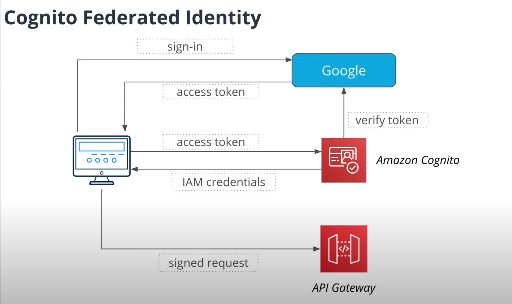 Cognito Federated Identity
sign-in
Google
access token
verify token
access token
Amazon Cognito
IAM credentials
signed request
API Gateway